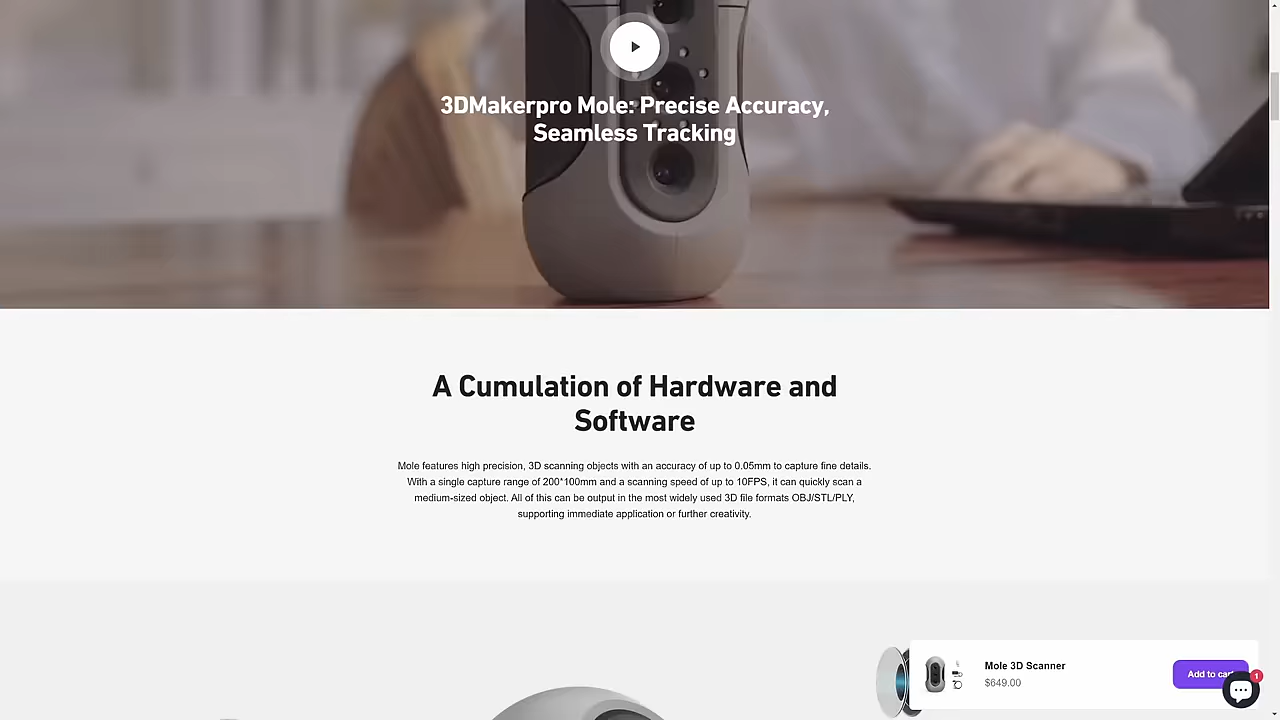 3DMakerpro Mole: Precise Accuracy,
Seamless Tracking
A Cumulation of Hardware and
Software
Mole features high precision, 3D scanning objects with an accuracy of up to 0.05mm to capture fine details.
With a single capture range of 200*100mm and a scanning speed of up to 10FPS, it can quickly scan a
medium-sized object. All of this can be output in the most widely used 3D file formats OBJ/STL/PLY,
supporting immediate application or further creativity.
Mole 3D Scanner
$649.00
Add to cart
1